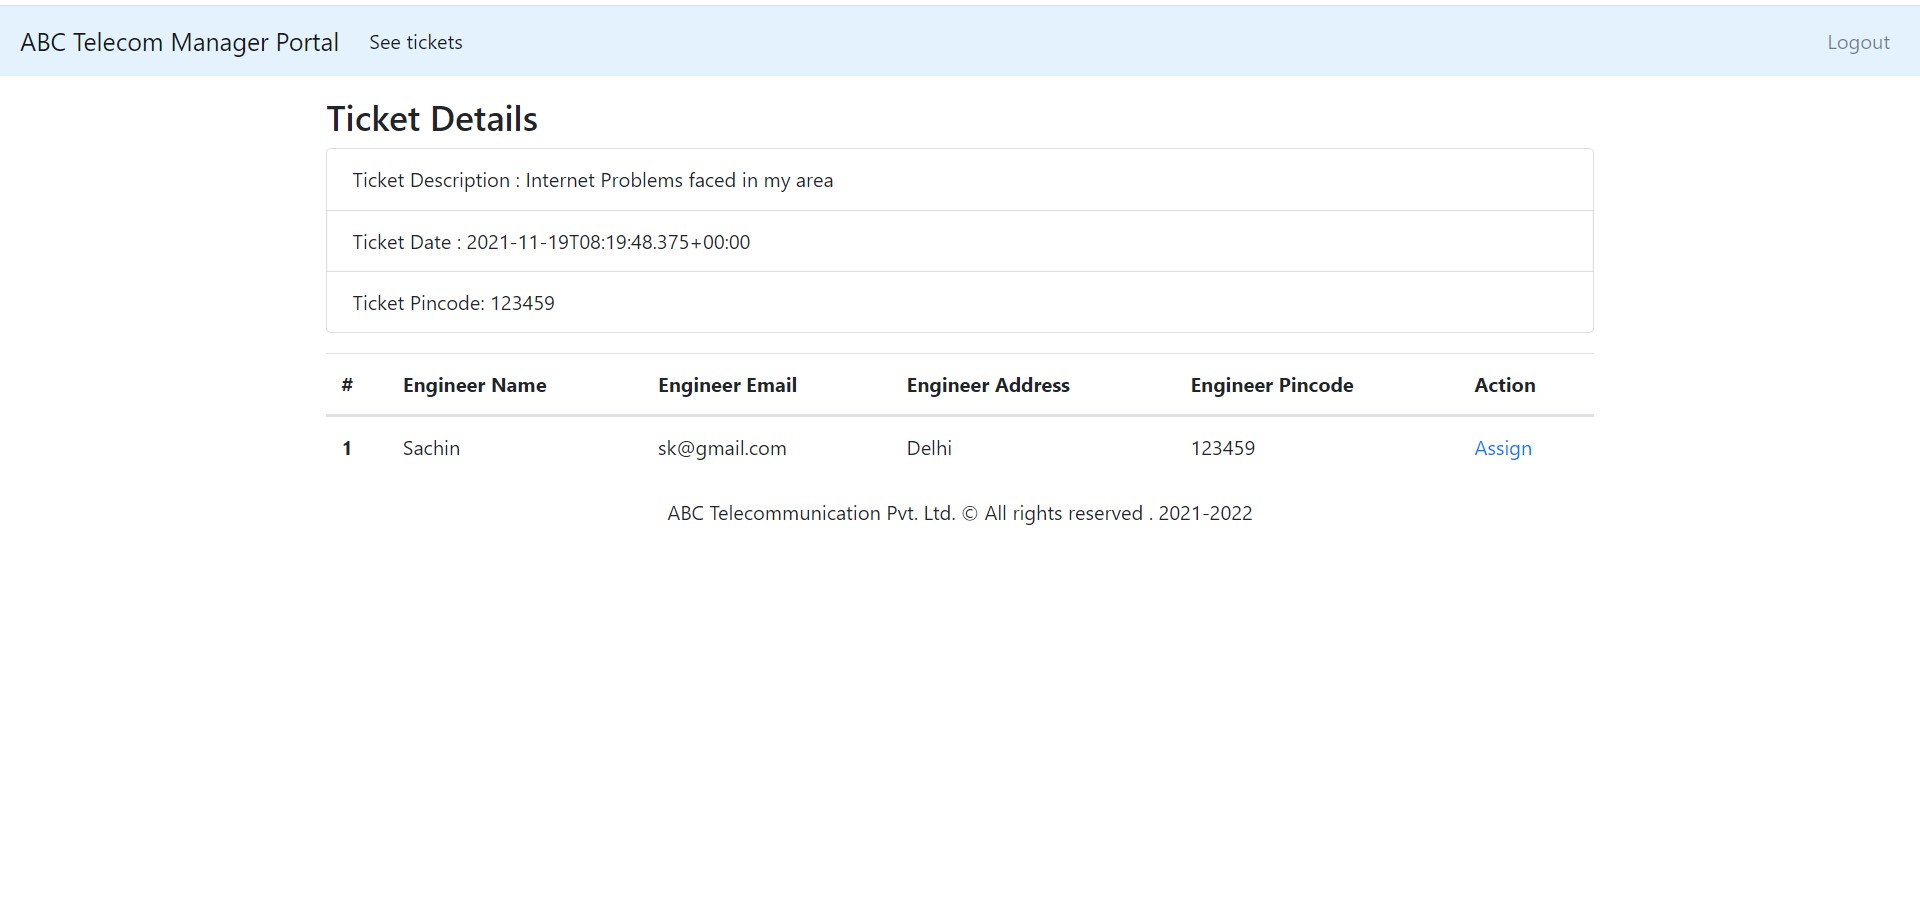 ABC Telecom Manager Portal See tickets Logout
Ticket Details
Ticket Description : Internet Problems faced in my area
Ticket Date : 2021-11-19T08:19:48.375+00:00
Ticket Pincode: 123459
# Engineer Name Engineer Email Engineer Address Engineer Pincode Action
1 Sachin sk@gmail.com Delhi 123459 Assign
ABC Telecommunication Pvt. Ltd. © All rights reserved . 2021-2022